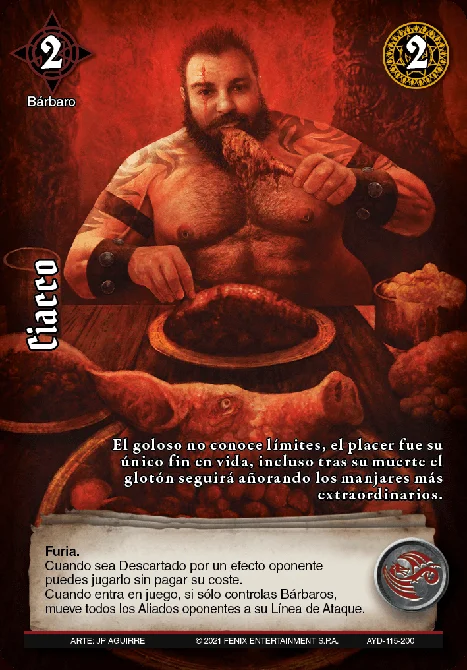 2
2
Bárbaro
Ciacco
El goloso no conoce límites, el placer fue su
único fin en vida, incluso tras su muerte el
glotón seguirá añorando los manjares más
extraordinarios.
Furia.
Cuando sea Descartado por un efecto oponente
puedes jugarlo sin pagar su coste.
Cuando entra en juego, si sólo controlas Bárbaros,
mueve todos los Aliados oponentes a su Línea de Ataque.
ARTE: JP AGUIRRE © 2021 FENIX ENTERTAINMENT S.P.A. AYD-115-200